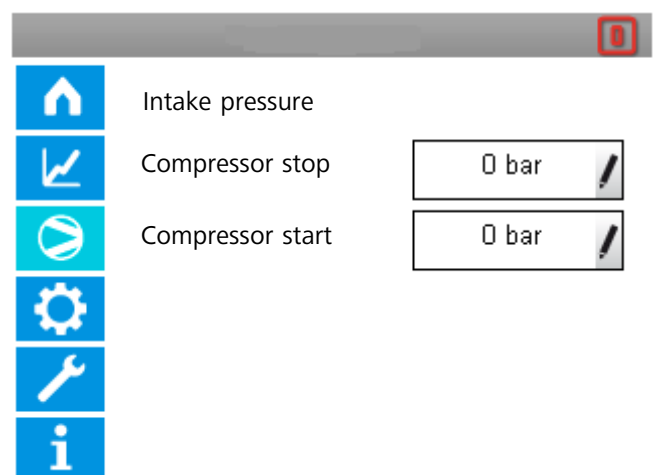 0
Intake pressure
Compressor stop 0 bar
Compressor start 0 bar
i